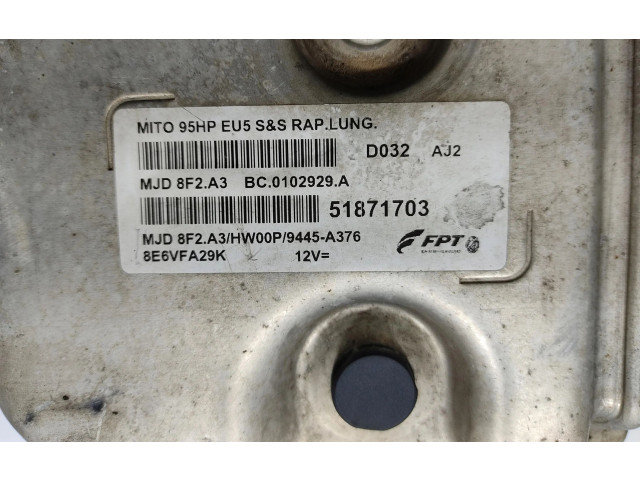 MITO 95HP EU5 S&S RAP.LUNG.
D032 AJ2
MJD 8F2.A3 BC.0102929.A
51871703
MJD 8F2.A3/HW00P/9445-A376
8E6VFA29K 12V=
FPT